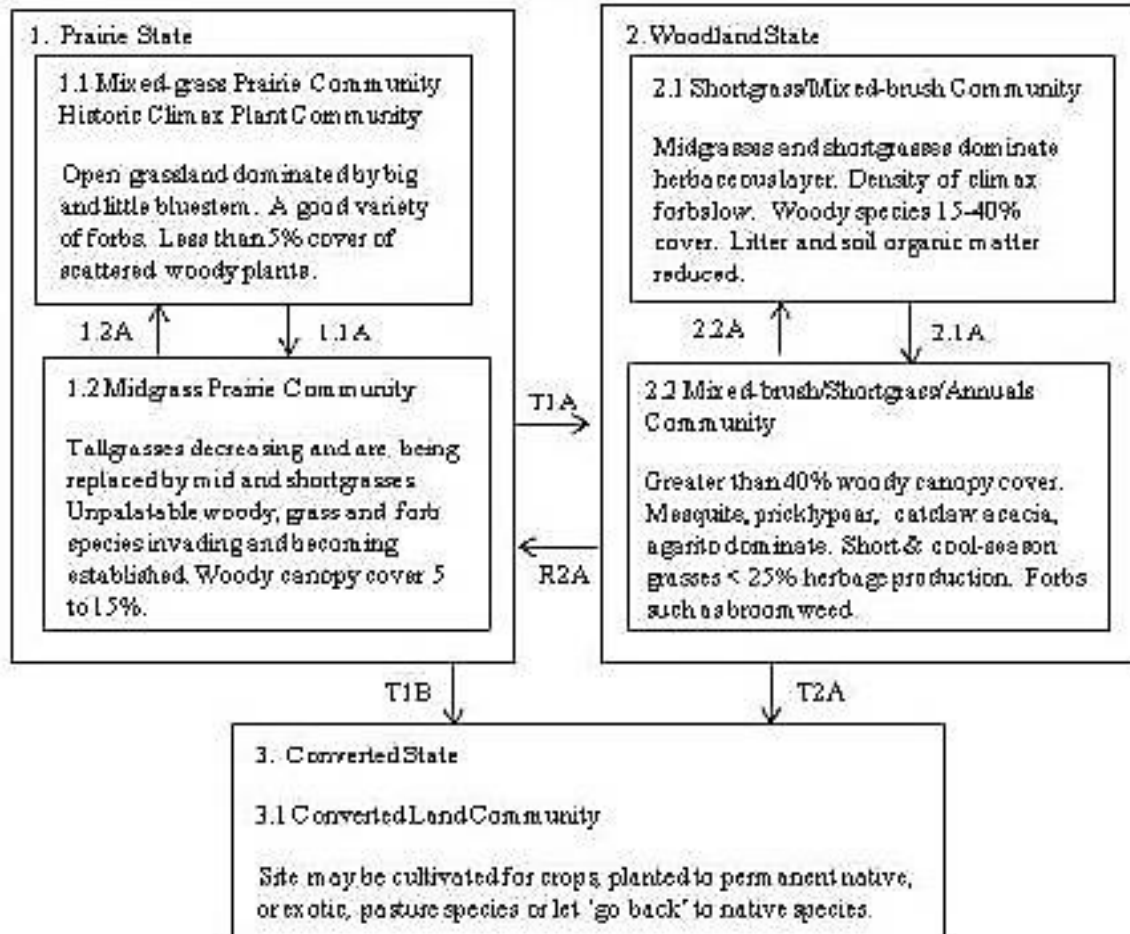 1. Prairie State
1.1 Mixed-grass Prairie Community
Historic Climax Plant Community
Open grassland dominated by big
and little bluestem. A good variety
of forbs. Less than 5% cover of
scattered woody plants.
1.2A
1.1A
1.2 Midgrass Prairie Community
Tallgrasses decreasing and are being
replaced by mid and shortgrasses
Unpalatable woody, grass and forb
species invading and becoming
established. Woody canopy cover 5
to 15%.
T1A
R2A
2. Woodland State
2.1 Shortgrass/Mixed-brush Community
Midgrasses and shortgrasses dominate
herbaceous layer. Density of climax
forbs low. Woody species 15-40%
cover. Litter and soil organic matter
reduced.
2.2A
2.1A
2.2 Mixed-brush/Shortgrass/Annuals
Community
Greater than 40% woody canopy cover.
Mesquite, pricklypear, catclaw acacia,
agarito dominate. Short & cool-season
grasses < 25% herbage production. Forbs
such as broomweed.
T1B
T2A
3. Converted State
3.1 Converted Land Community
Site may be cultivated for crops, planted to permanent native,
or exotic, pasture species or let 'go back' to native species.